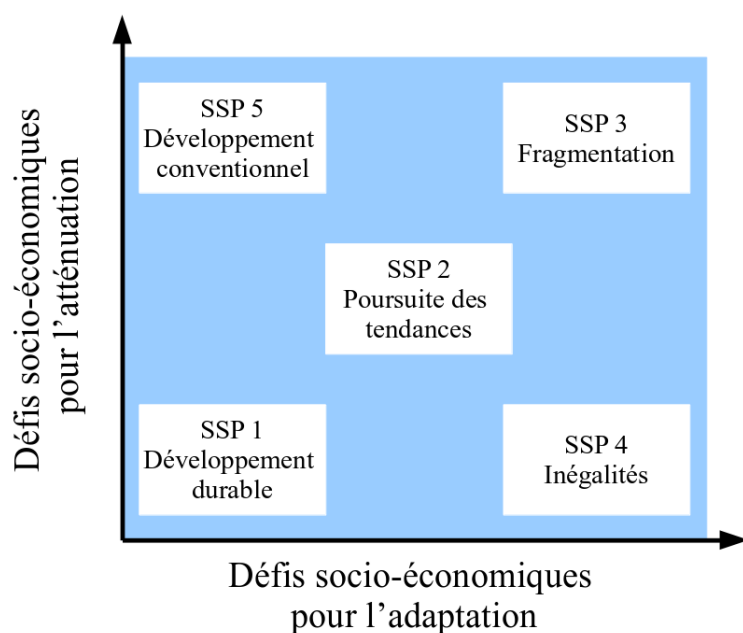 Défis socio-économiques
pour l'atténuation
SSP 5
Développement
conventionnel
SSP 3
Fragmentation
SSP 2
Poursuite des
tendances
SSP 1
Développement
durable
SSP 4
Inégalités
Défis socio-économiques
pour l'adaptation